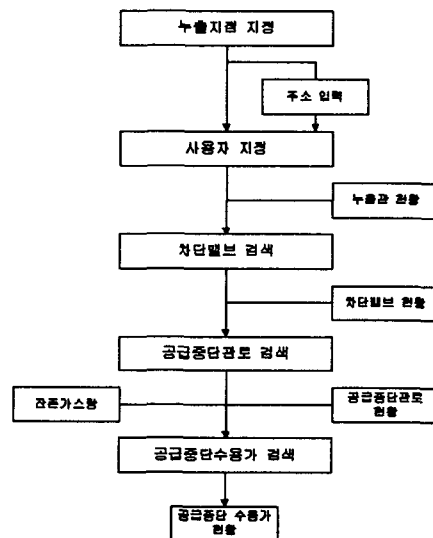 누출지점 지정
주소 입력
사용자 지정
누출관 현황
차단밸브 검색
차단밸브 현황
공급중단관로 검색
잔존가스량
공급중단관로
현황
공급중단수용가 검색
공급중단 수용가
현황